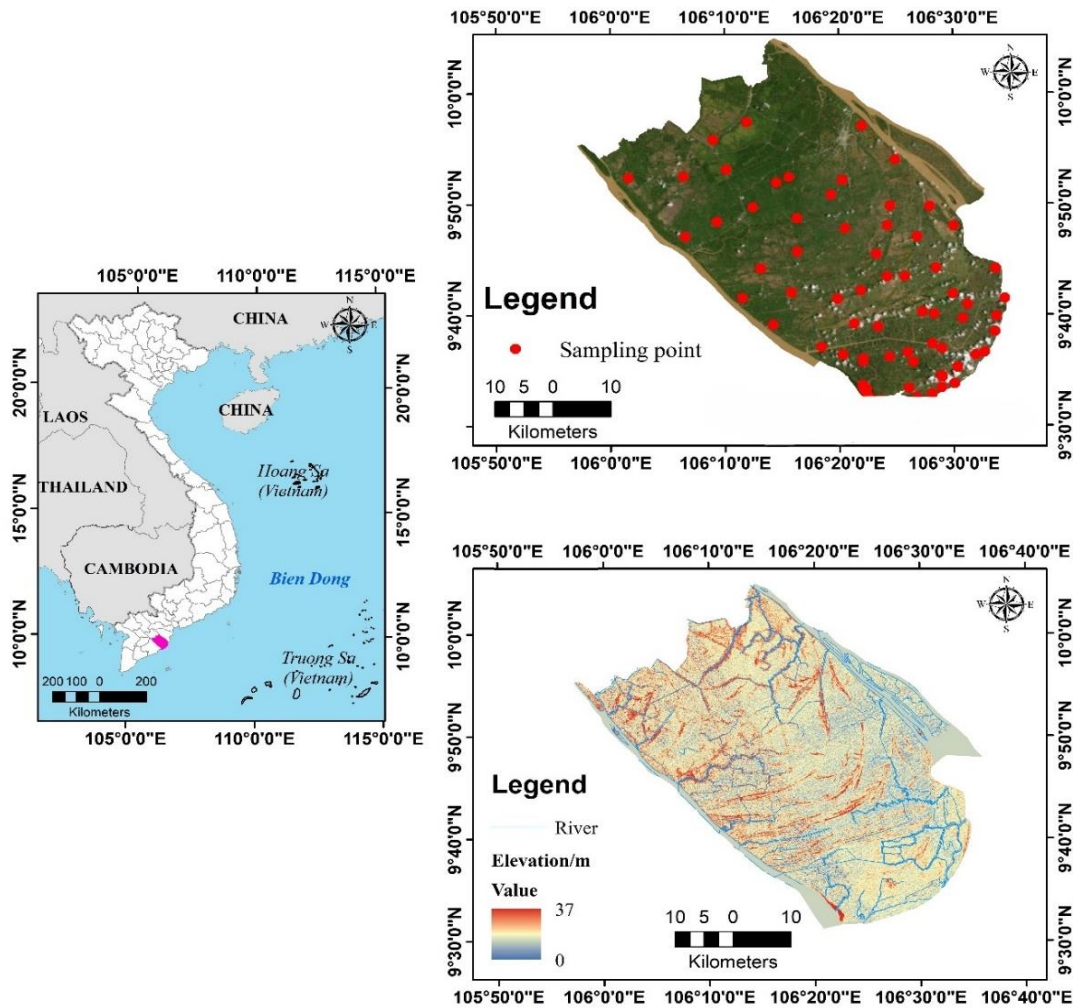 105°50'0"E 106°0'0"E 106°10'0"E 106°20'0"E 106°30'0"E
10°0'0"N
9°50'0"N
9°40'0"N
N
W E
S
10°0'0"N
9°50'0"N
9°40'0"N
9°30'0"N
Legend
Sampling point
10 5 0 10
Kilometers
105°50'0"E 106°0'0"E 106°10'0"E 106°20'0"E 106°30'0"E
105°0'0"E 110°0'0"E 115°0'0"E
20°0'0"N
15°0'0"N
10°0'0"N
CHINA
N
W E
S
LAOS
CHINA
THAILAND
Hoang Sa
(Vietnam)
CAMBODIA
Bien Dong
Truong Sa
(Vietnam)
200 100 0 200
Kilometers
20°0'0"N
15°0'0"N
10°0'0"N
105°0'0"E 110°0'0"E 115°0'0"E
105°50'0"E 106°0'0"E 106°10'0"E 106°20'0"E 106°30'0"E 106°40'0"E
10°0'0"N
9°50'0"N
9°40'0"N
9°30'0"N
N
W E
S
10°0'0"N
9°50'0"N
9°40'0"N
9°30'0"N
Legend
River
Elevation/m
Value
37
0
10 5 0 10
Kilometers
105°50'0"E 106°0'0"E 106°10'0"E 106°20'0"E 106°30'0"E 106°40'0"E